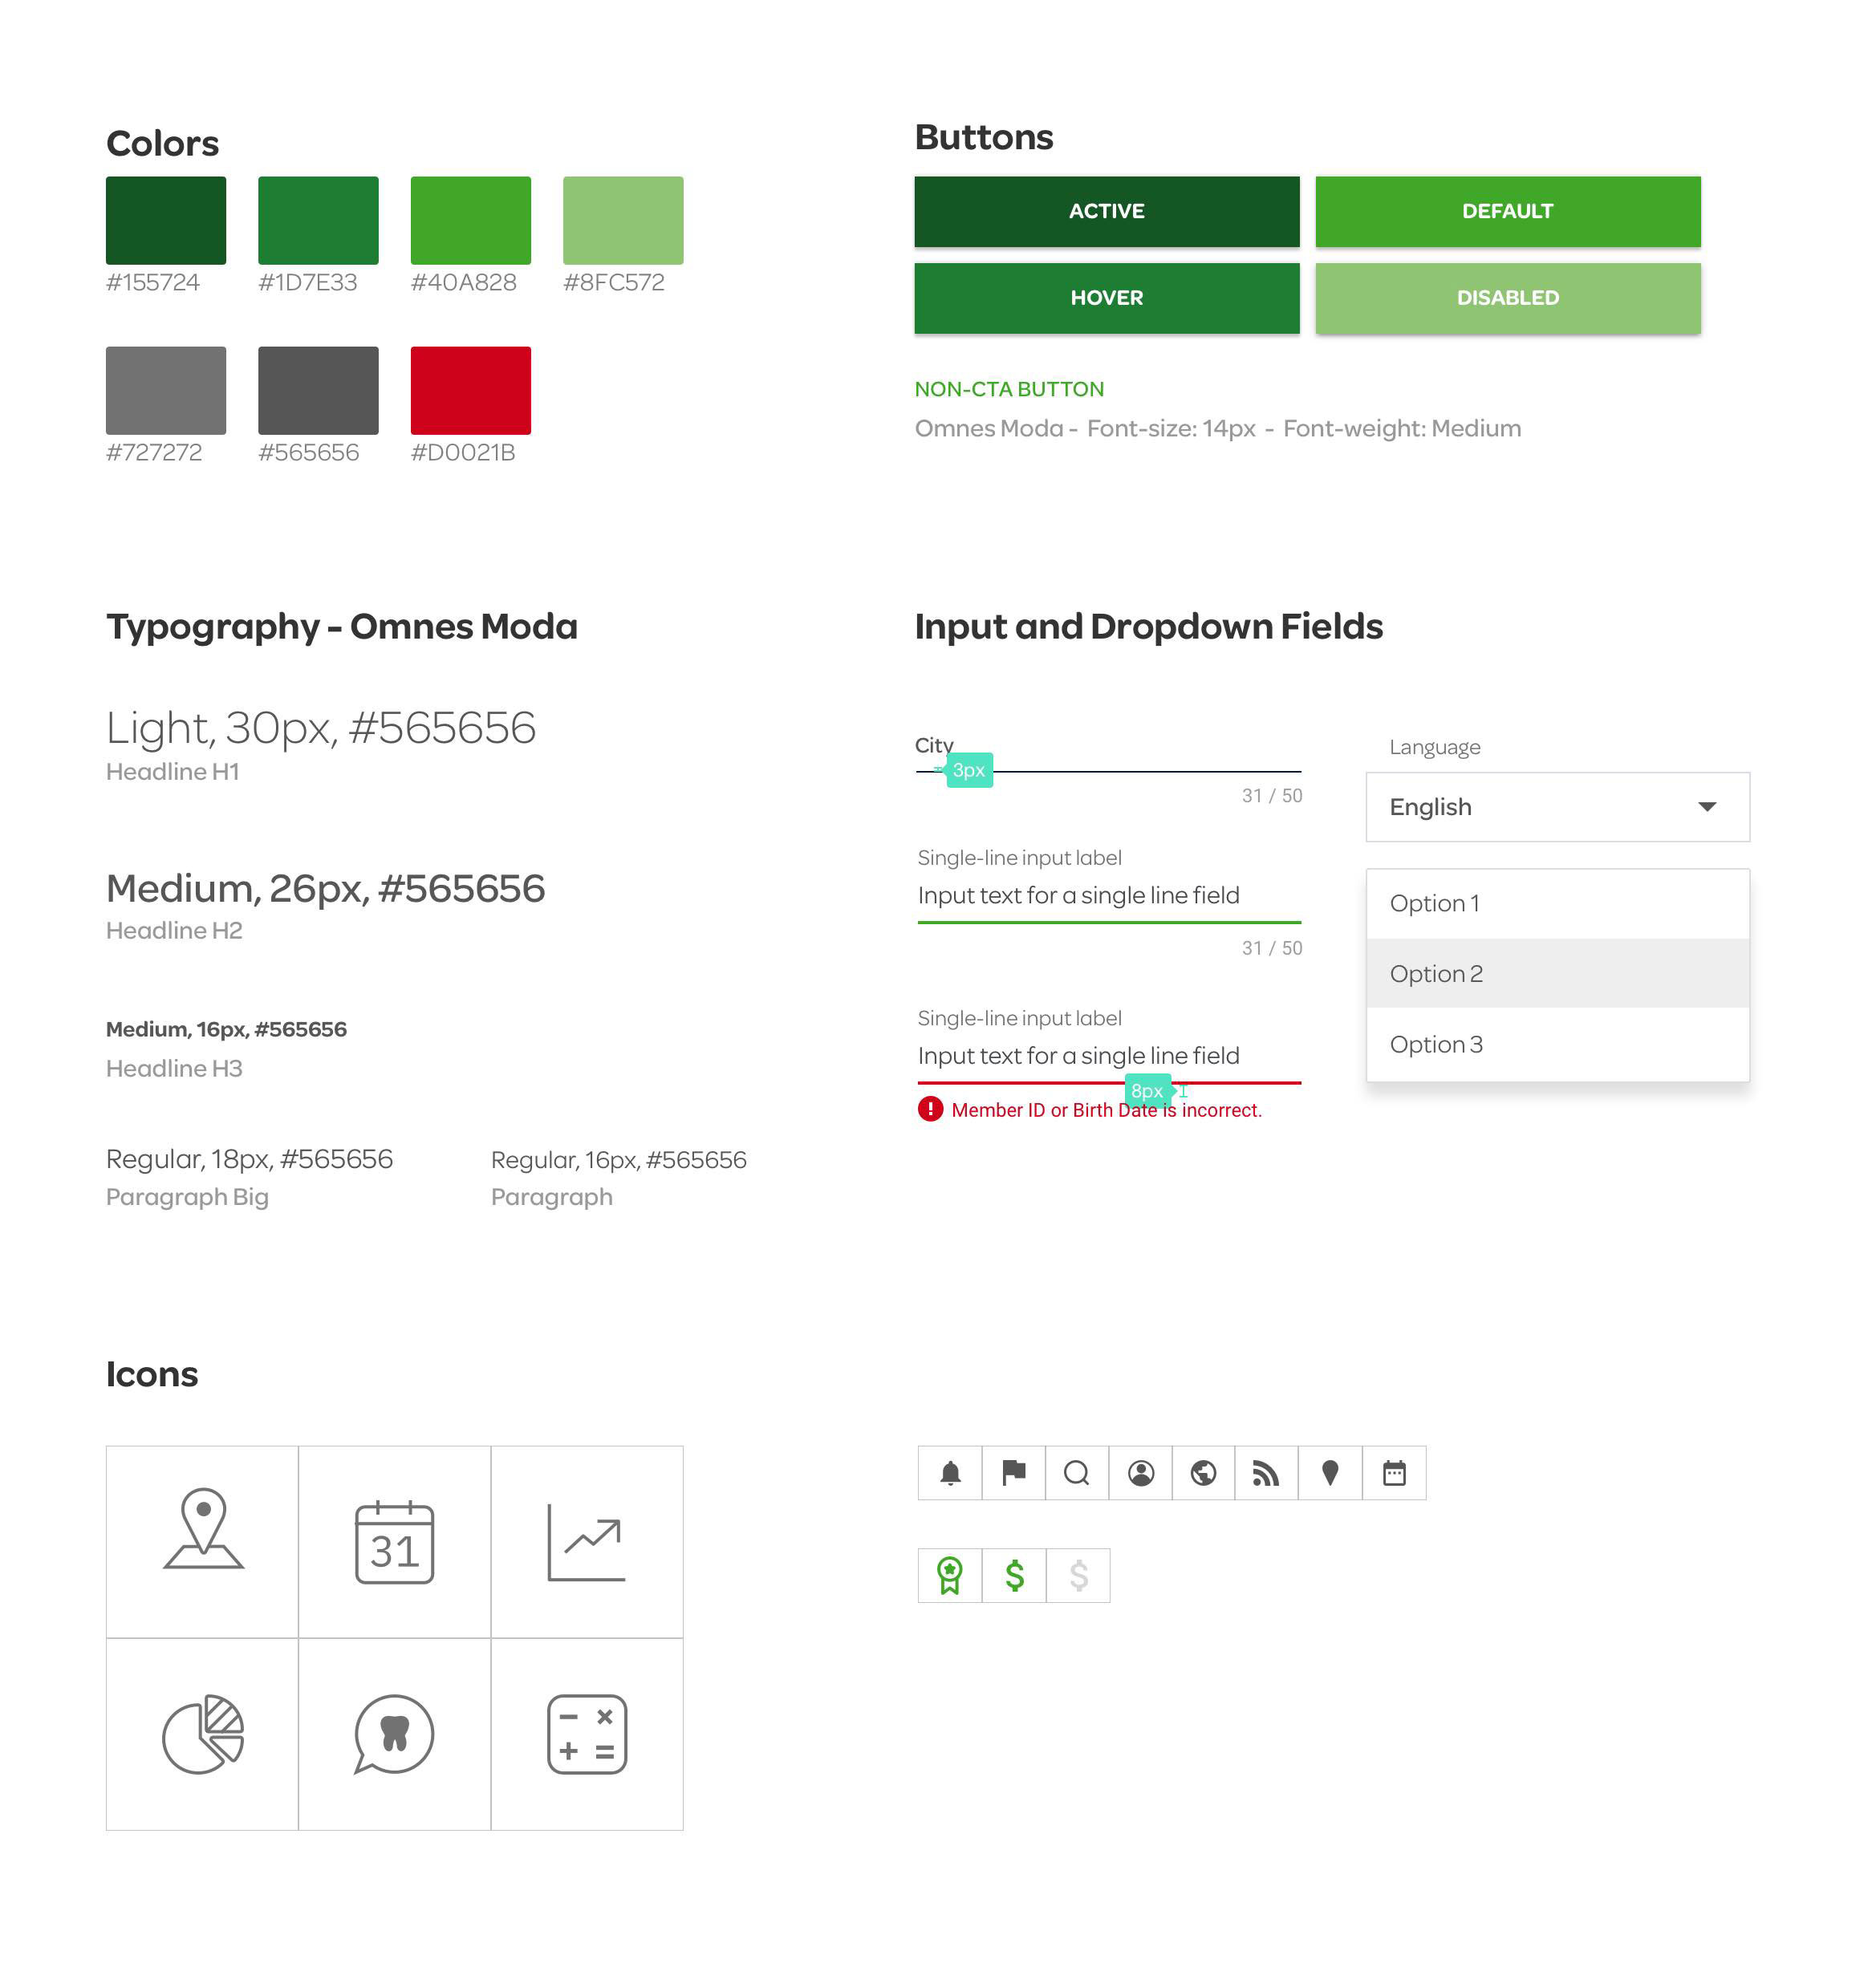 Colors
#155724 #1D7E33 #40A828 #8FC572
#727272 #565656 #D0021B
Buttons
ACTIVE DEFAULT
HOVER DISABLED
NON-CTA BUTTON
Omnes Moda - Font-size: 14px - Font-weight: Medium
Typography - Omnes Moda
Light, 30px, #565656
Headline H1
Medium, 26px, #565656
Headline H2
Medium, 16px, #565656
Headline H3
Regular, 18px, #565656
Paragraph Big
Regular, 16px, #565656
Paragraph
Input and Dropdown Fields
City
3px
31 / 50
Single-line input label
Input text for a single line field
31 / 50
Single-line input label
Input text for a single line field
8px
Member ID or Birth Date is incorrect.
Language
English
Option 1
Option 2
Option 3
Icons
31